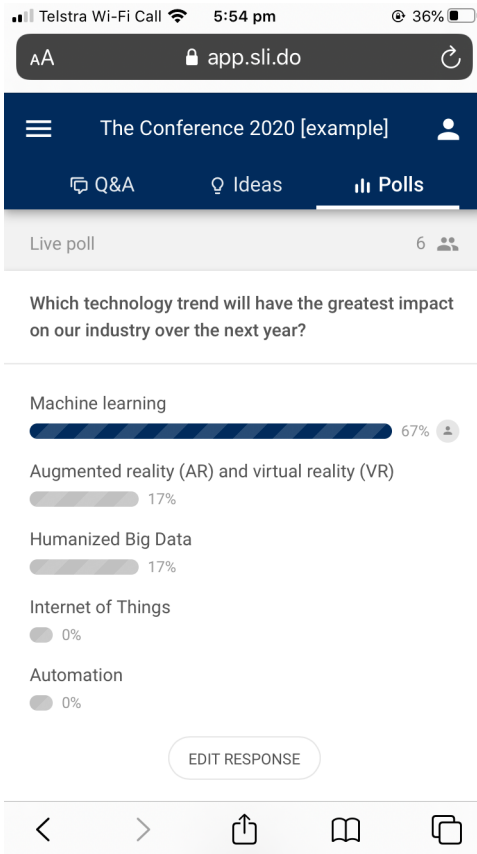 Telstra Wi-Fi Call 5:54 pm 36%
AA app.sli.do
The Conference 2020 [example]
Q&A Ideas Polls
Live poll 6
Which technology trend will have the greatest impact
on our industry over the next year?
Machine learning
67%
Augmented reality (AR) and virtual reality (VR)
17%
Humanized Big Data
17%
Internet of Things
0%
Automation
0%
EDIT RESPONSE